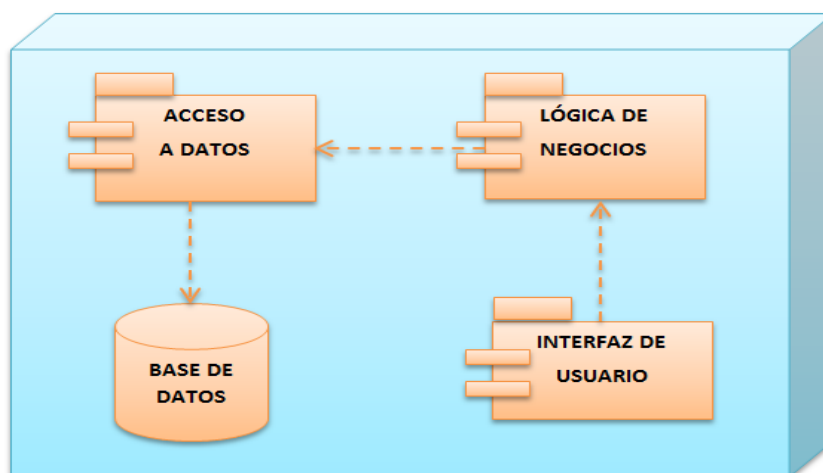 ACCESO
A DATOS
LÓGICA DE
NEGOCIOS
BASE DE
DATOS
INTERFAZ DE
USUARIO